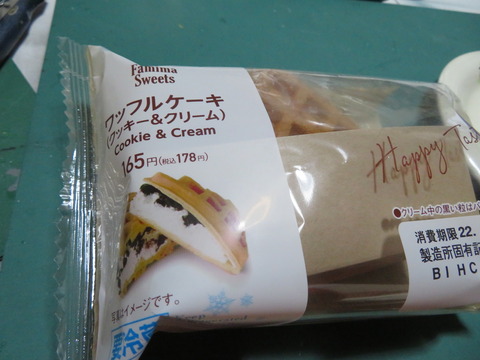 Famima
Sweets
ワッフルケーキ
(クッキー&クリーム)
Cookie & Cream
165円(税込178円)
写真はイメージです。
#Happy
●クリーム中の黒い粒は
消費期限22.
製造所固有記
BIHC